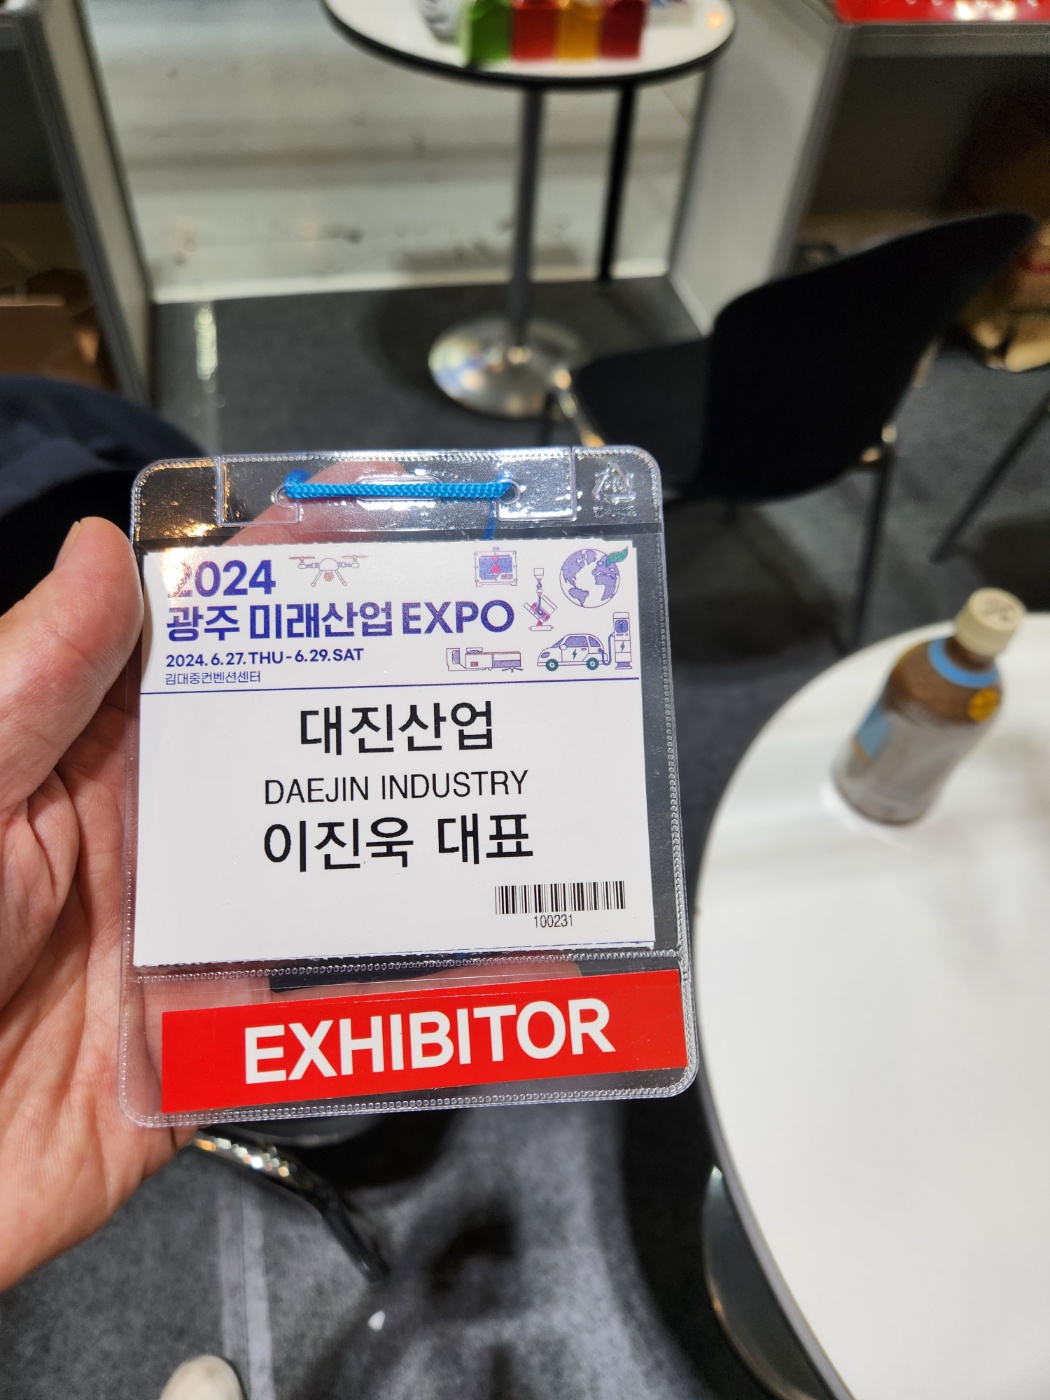 2024
광주 미래산업 EXPO
2024.6.27.THU-6.29.SAT
김대중컨벤션센터
대진산업
DAEJIN INDUSTRY
이진욱 대표
100231
EXHIBITOR